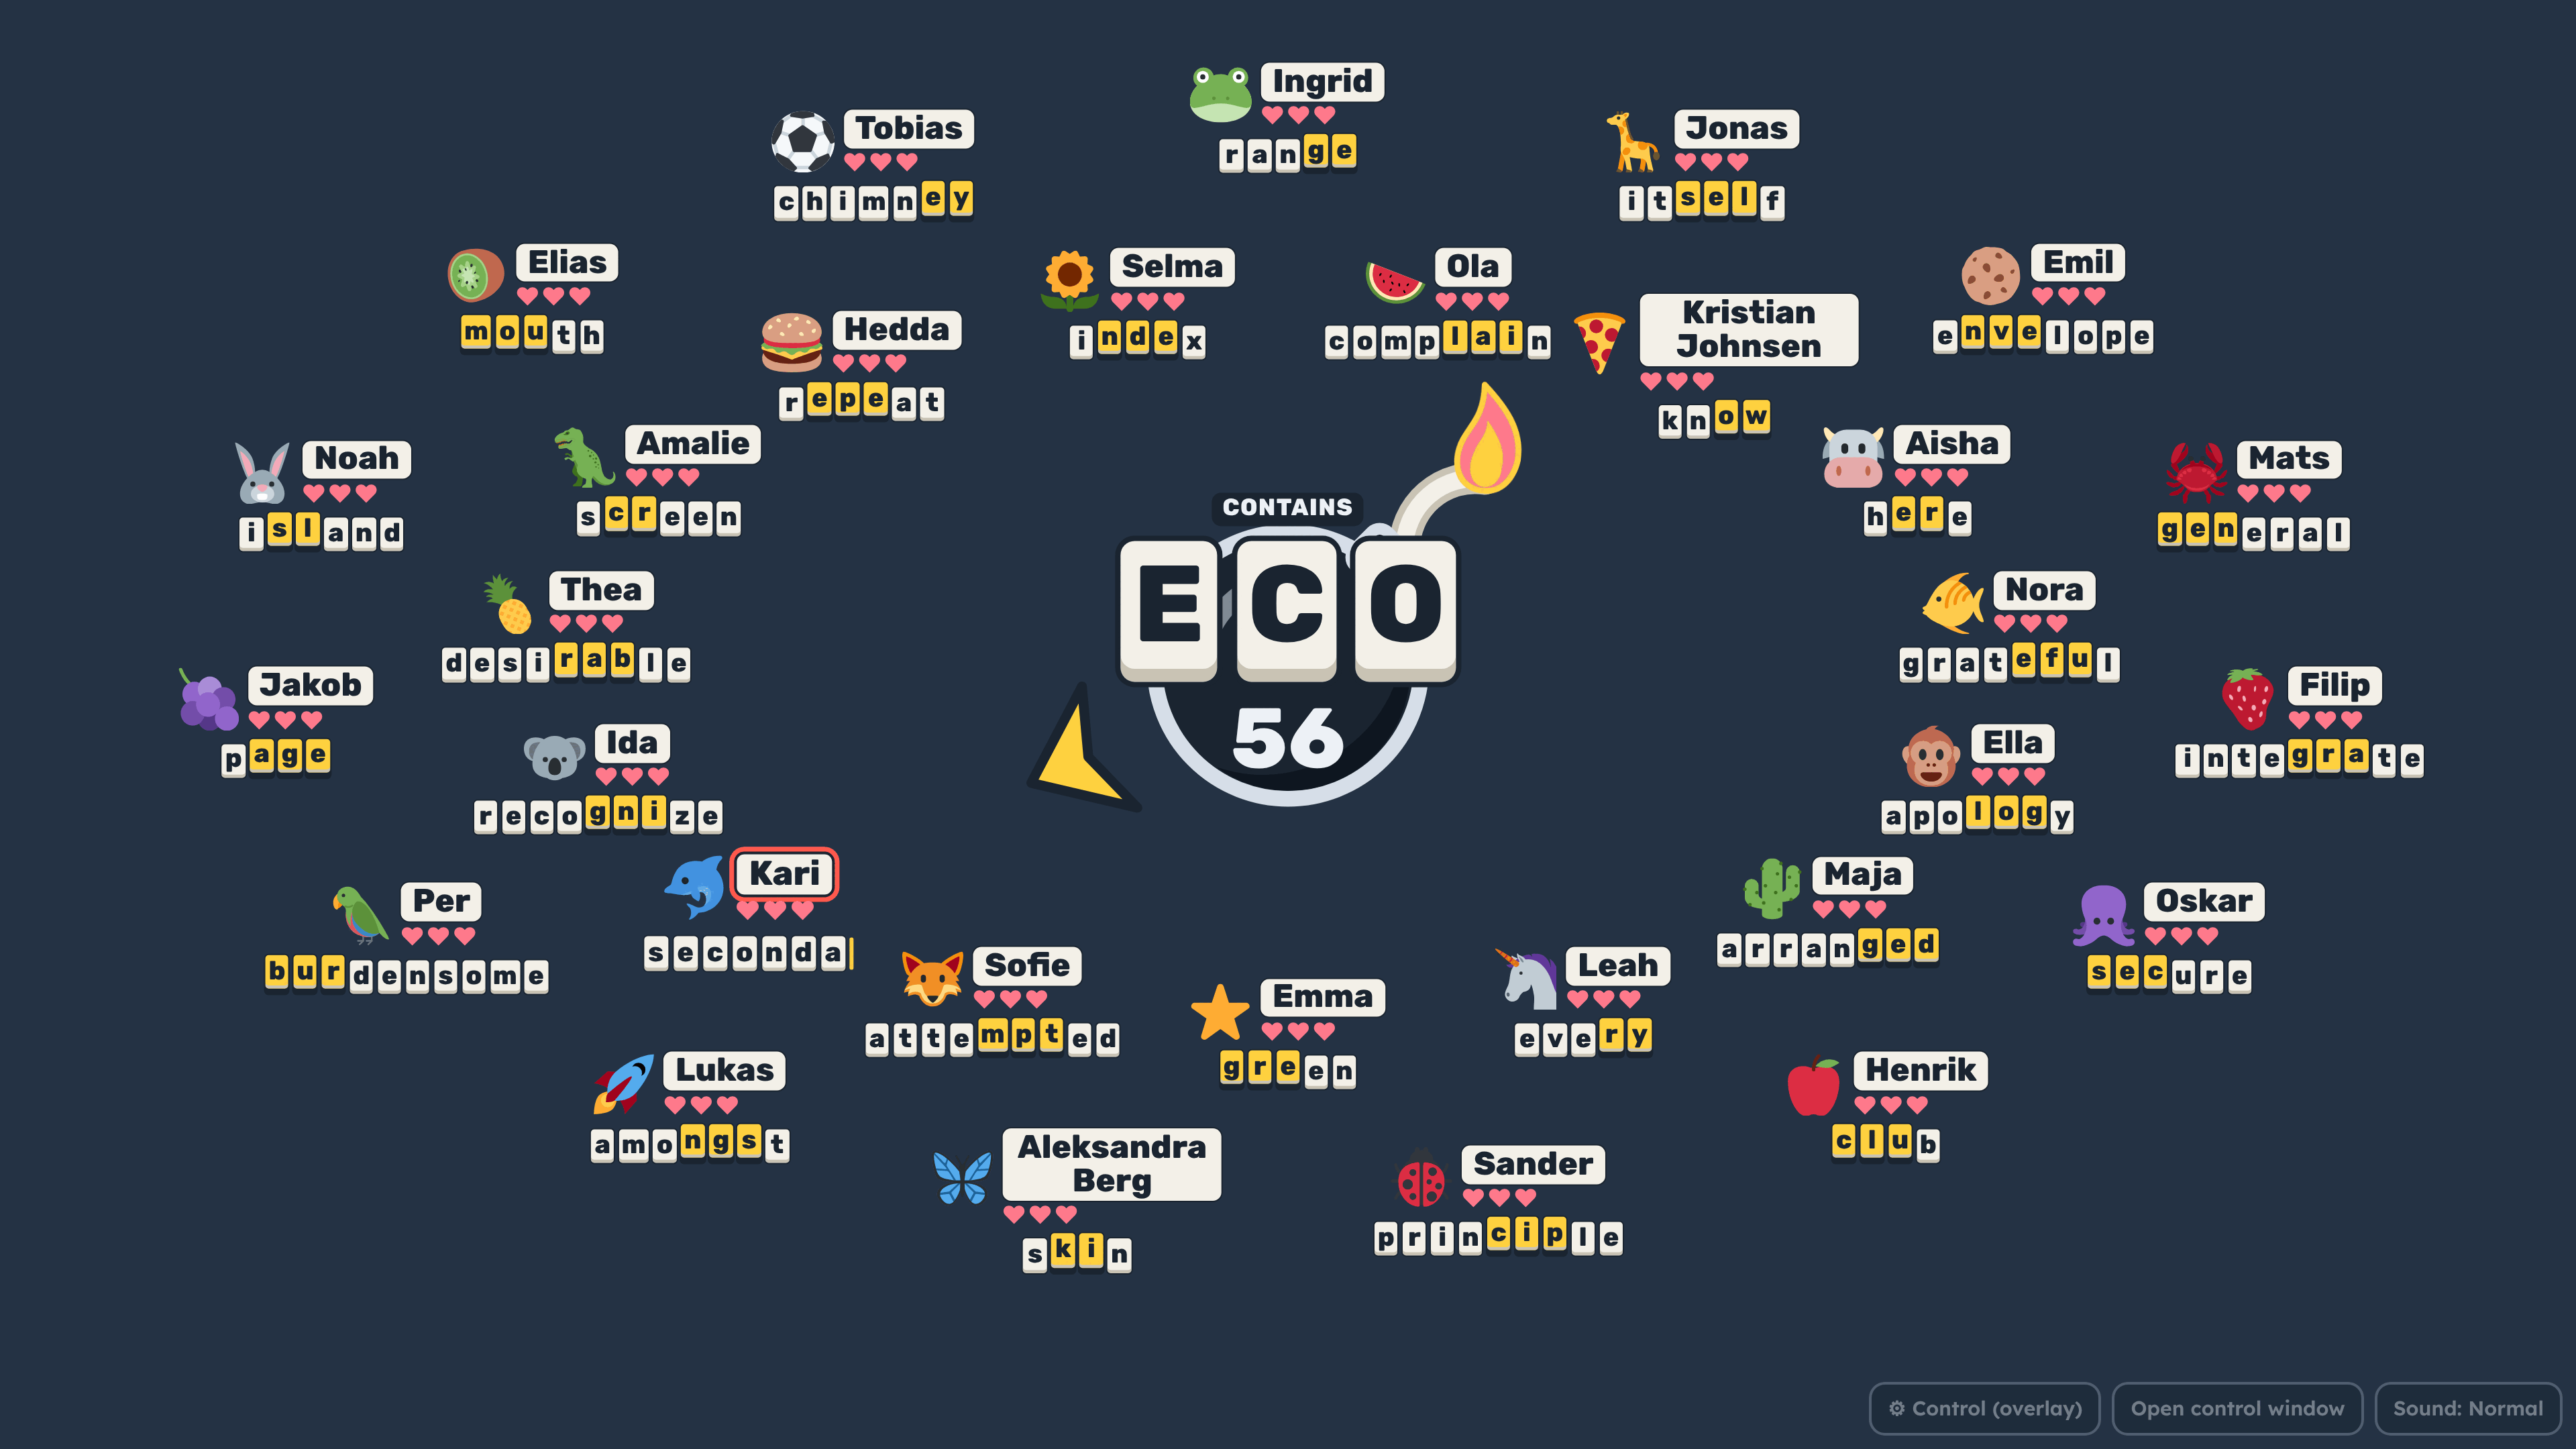 Ingrid
range
Tobias
chimney
Jonas
itself
Elias
mouth
Selma
index
Ola
complain
Emil
envelope
Hedda
repeat
Kristian
Johnsen
know
Noah
island
Amalie
screen
Aisha
here
Mats
general
CONTAINS
ECO
56
Thea
desirable
Nora
grateful
Jakob
page
Filip
integrate
Ida
recognize
Ella
apology
Kari
seconda
Maja
arranged
Per
burdensome
Oskar
secure
Sofie
attempted
Emma
green
Leah
every
Lukas
amongst
Henrik
club
Aleksandra
Berg
skin
Sander
principle
⚙ Control (overlay)
Open control window
Sound: Normal